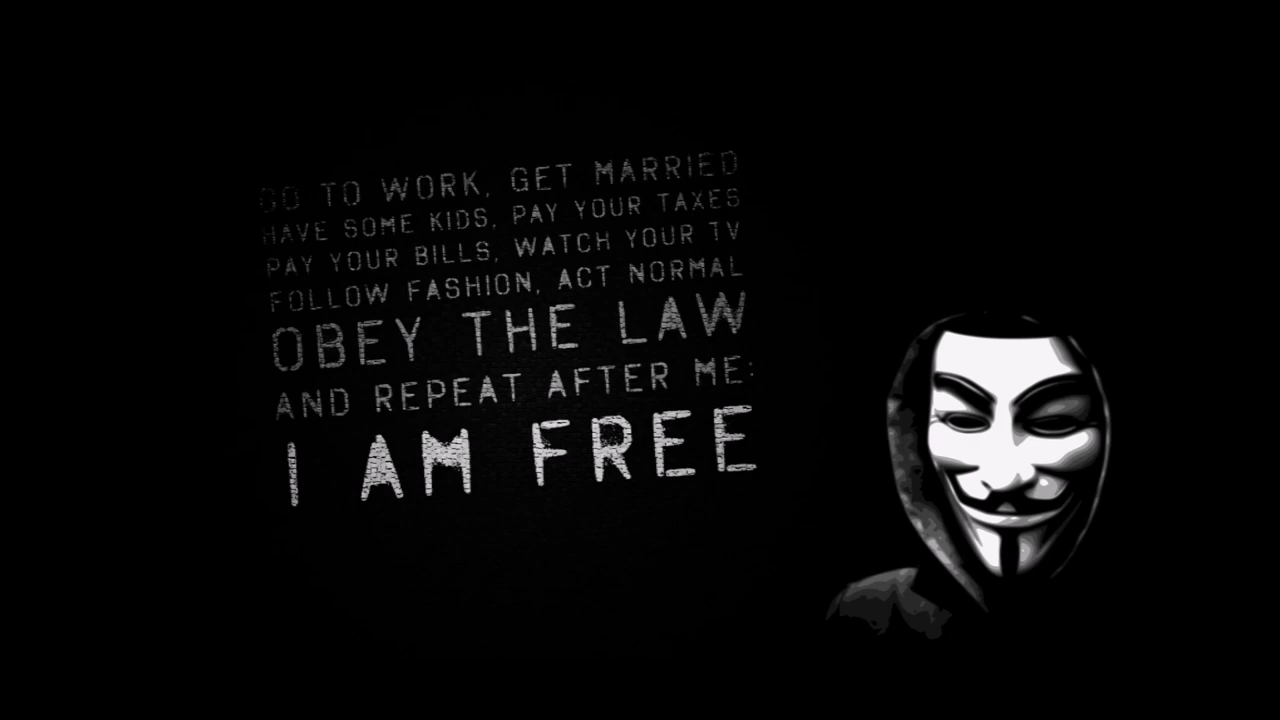 GO TO WORK, GET MARRIED
HAVE SOME KIDS, PAY YOUR TAXES
PAY YOUR BILLS, WATCH YOUR TV
FOLLOW FASHION, ACT NORMAL
OBEY THE LAW
AND REPEAT AFTER ME:
I AM FREE